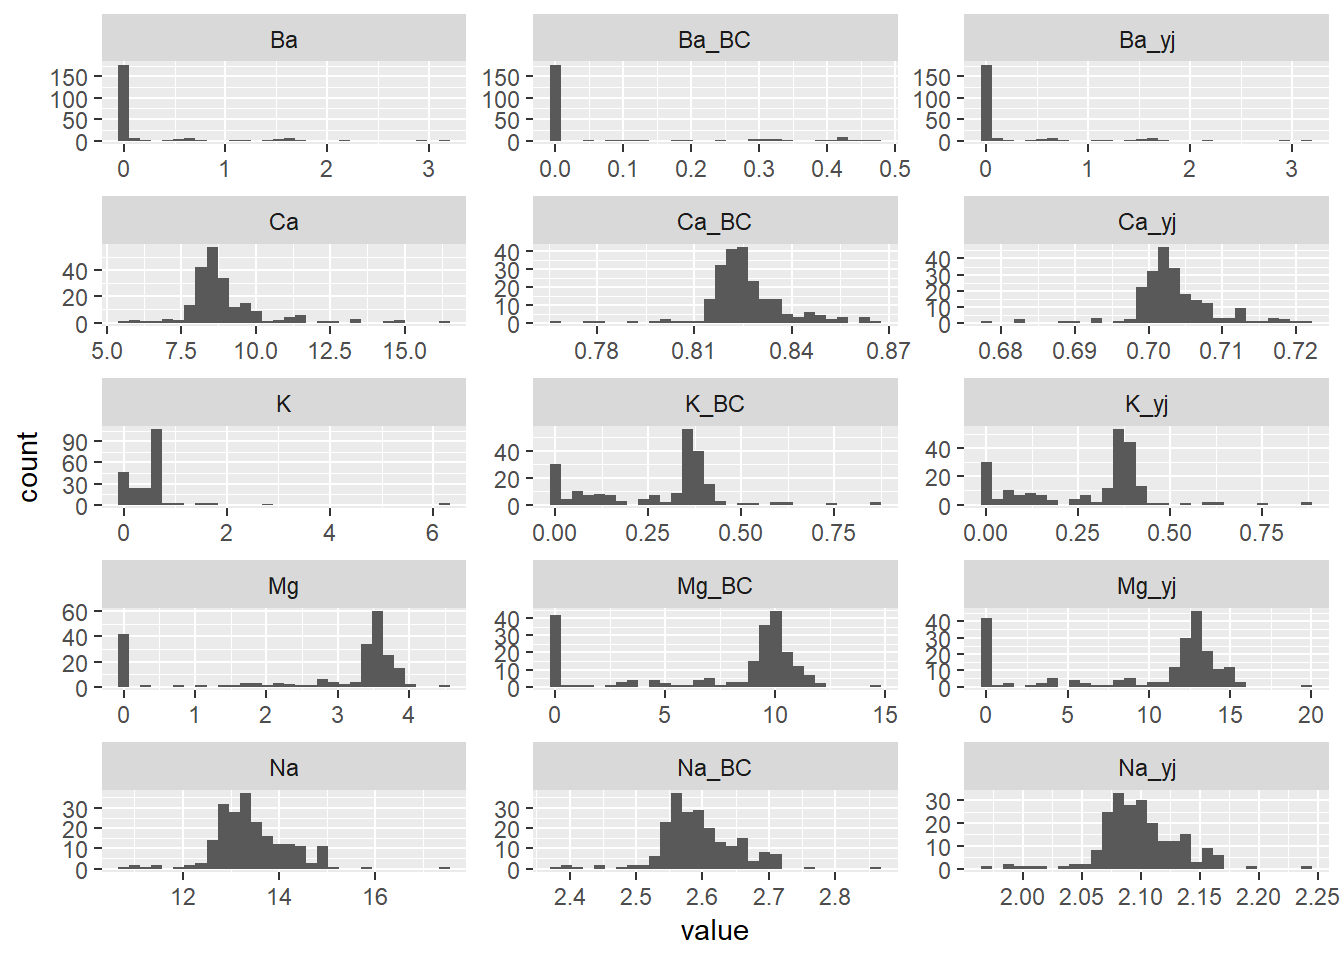 Ba Ba_BC Ba_yj
150 150 150
100 100 100
50 50 50
0 0 0
0 1 2 3 0.0 0.1 0.2 0.3 0.4 0.5 0 1 2 3
Ca Ca_BC Ca_yj
40 40 40
30 30
20 20 20
10 10
0 0 0
5.0 7.5 10.0 12.5 15.0 0.78 0.81 0.84 0.87 0.68 0.69 0.70 0.71 0.72
K K_BC K_yj
90 40 40
60 20 20
30
0 0 0
0 2 4 6 0.00 0.25 0.50 0.75 0.00 0.25 0.50 0.75
Mg Mg_BC Mg_yj
60 40 40
40 30 30
20 20 20
10 10
0 0 0
0 1 2 3 4 0 5 10 15 0 5 10 15 20
Na Na_BC Na_yj
30 30 30
20 20 20
10 10 10
0 0 0
12 14 16 2.4 2.5 2.6 2.7 2.8 2.00 2.05 2.10 2.15 2.20 2.25
count
value